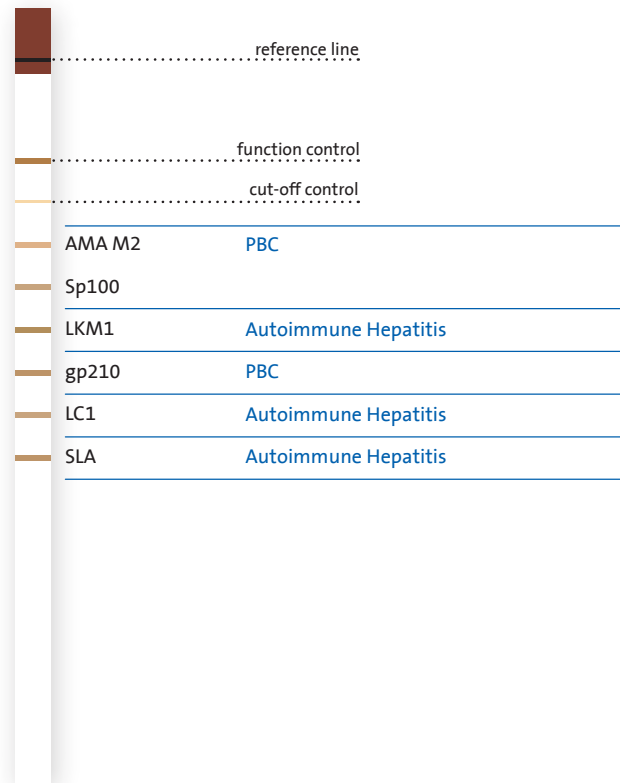 reference line
function control
cut-off control
AMA M2 PBC
Sp100
LKM1 Autoimmune Hepatitis
gp210 PBC
LC1 Autoimmune Hepatitis
SLA Autoimmune Hepatitis